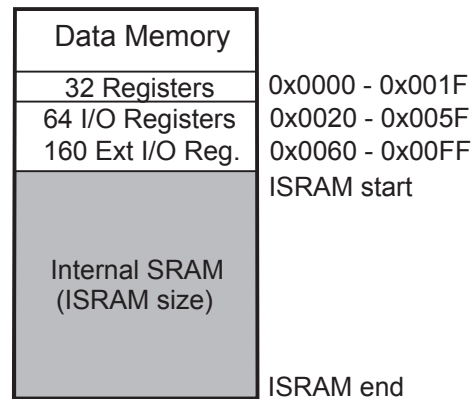 Data Memory
32 Registers 0x0000 - 0x001F
64 I/O Registers 0x0020 - 0x005F
160 Ext I/O Reg. 0x0060 - 0x00FF
ISRAM start
Internal SRAM
(ISRAM size)
ISRAM end